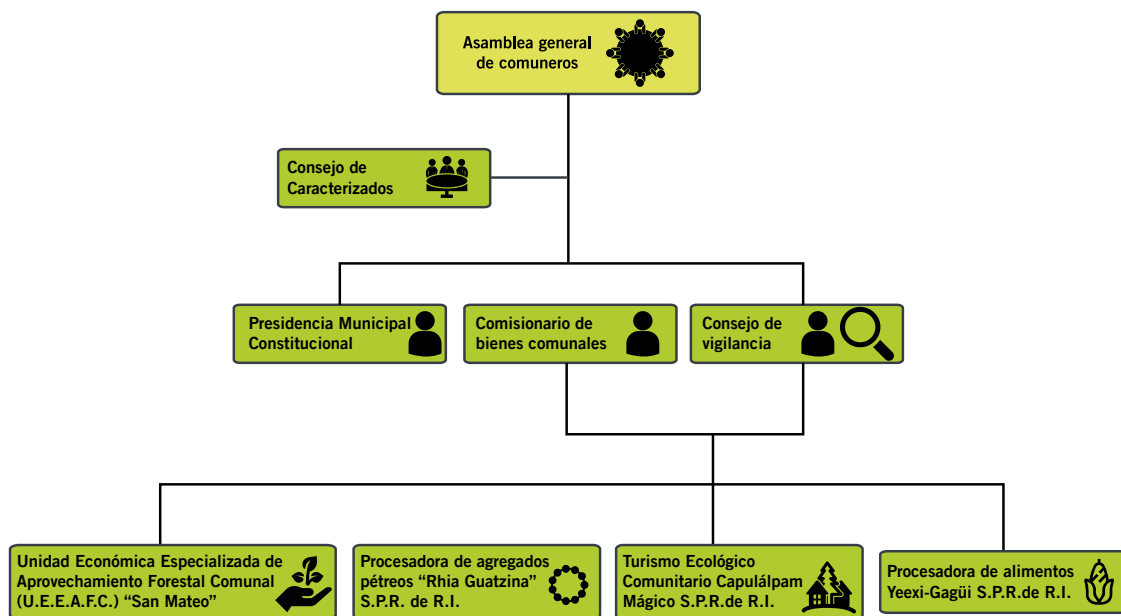 Asamblea general
de comuneros
Consejo de
Caracterizados
Presidencia Municipal
Constitucional
Comisionario de
bienes comunales
Consejo de
vigilancia
Unidad Económica Especializada de
Aprovechamiento Forestal Comunal
(U.E.E.A.F.C.) “San Mateo”
Procesadora de agregados
pétreos “Rhia Guatzina”
S.P.R. de R.I.
Turismo Ecológico
Comunitario Capulálpam
Mágico S.P.R.de R.I.
Procesadora de alimentos
Yeexi-Gagüi S.P.R.de R.I.